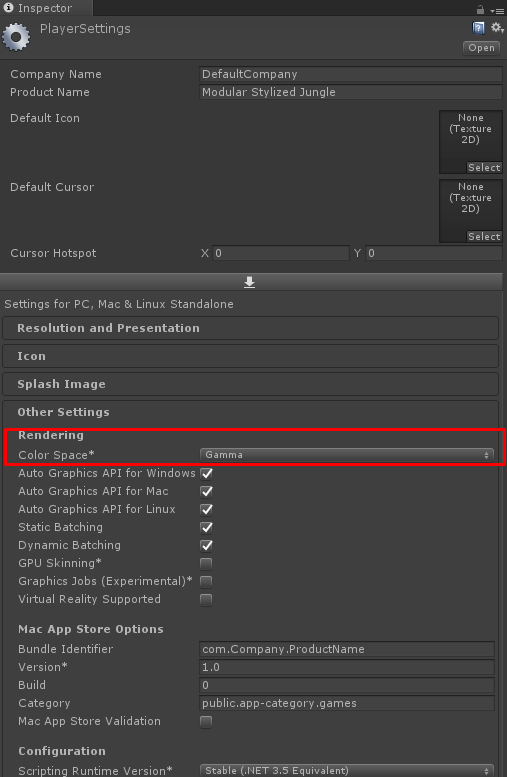 Inspector
PlayerSettings
Open
Company Name DefaultCompany
Product Name Modular Stylized Jungle
Default Icon
None
(Texture
2D)
Select
Default Cursor
None
(Texture
2D)
Select
Cursor Hotspot X 0 Y 0
Settings for PC, Mac & Linux Standalone
Resolution and Presentation
Icon
Splash Image
Other Settings
Rendering
Color Space* Gamma
Auto Graphics API for Windows
Auto Graphics API for Mac
Auto Graphics API for Linux
Static Batching
Dynamic Batching
GPU Skinning*
Graphics Jobs (Experimental)*
Virtual Reality Supported
Mac App Store Options
Bundle Identifier com.Company.ProductName
Version* 1.0
Build 0
Category public.app-category.games
Mac App Store Validation
Configuration
Scripting Runtime Version* Stable (.NET 3.5 Equivalent)